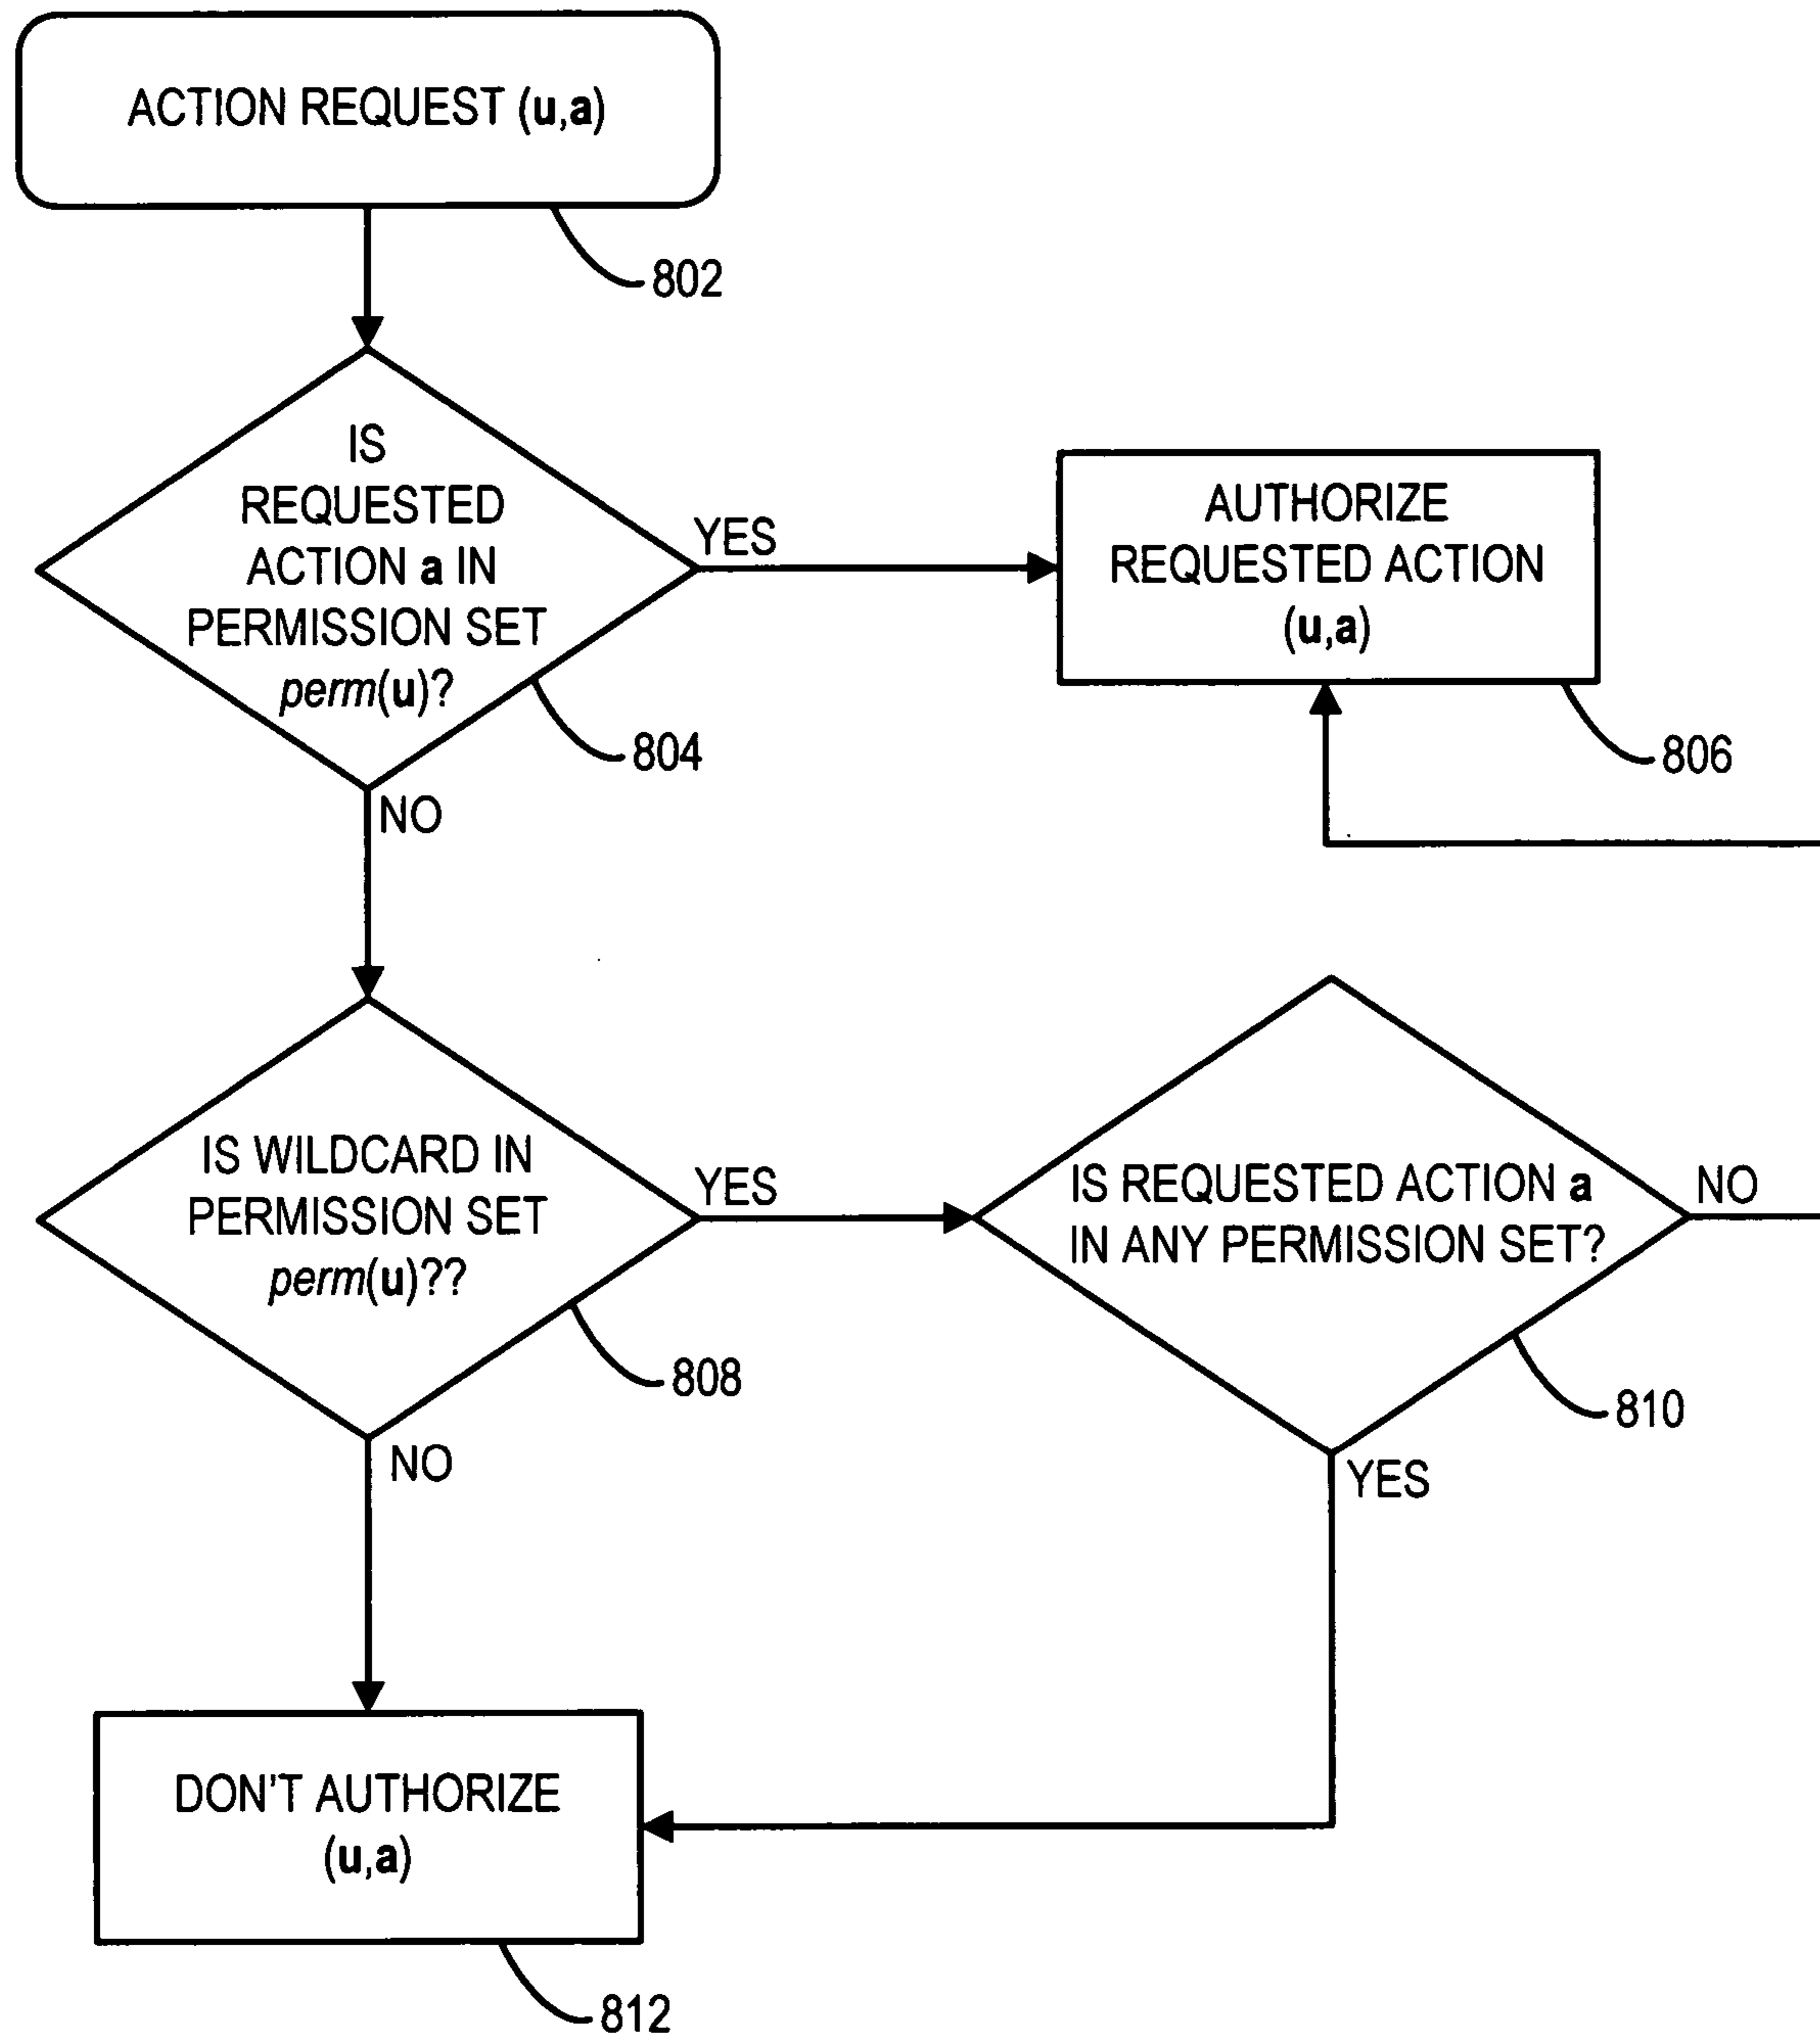 ACTION REQUEST (u,a)
802
IS
REQUESTED
ACTION a IN
PERMISSION SET
perm(u)?
YES
804
NO
AUTHORIZE
REQUESTED ACTION
(u,a)
806
IS WILDCARD IN
PERMISSION SET
perm(u)??
YES
808
NO
IS REQUESTED ACTION a
IN ANY PERMISSION SET?
NO
810
YES
DON'T AUTHORIZE
(u,a)
812